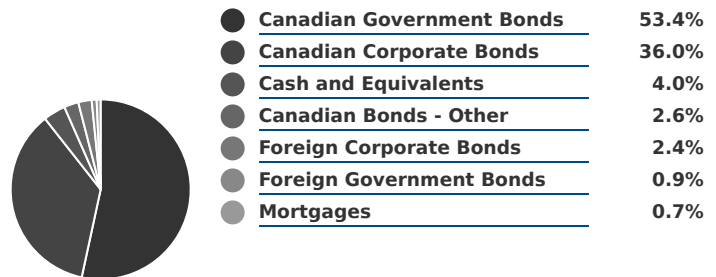 Canadian Government Bonds 53.4%
Canadian Corporate Bonds 36.0%
Cash and Equivalents 4.0%
Canadian Bonds - Other 2.6%
Foreign Corporate Bonds 2.4%
Foreign Government Bonds 0.9%
Mortgages 0.7%